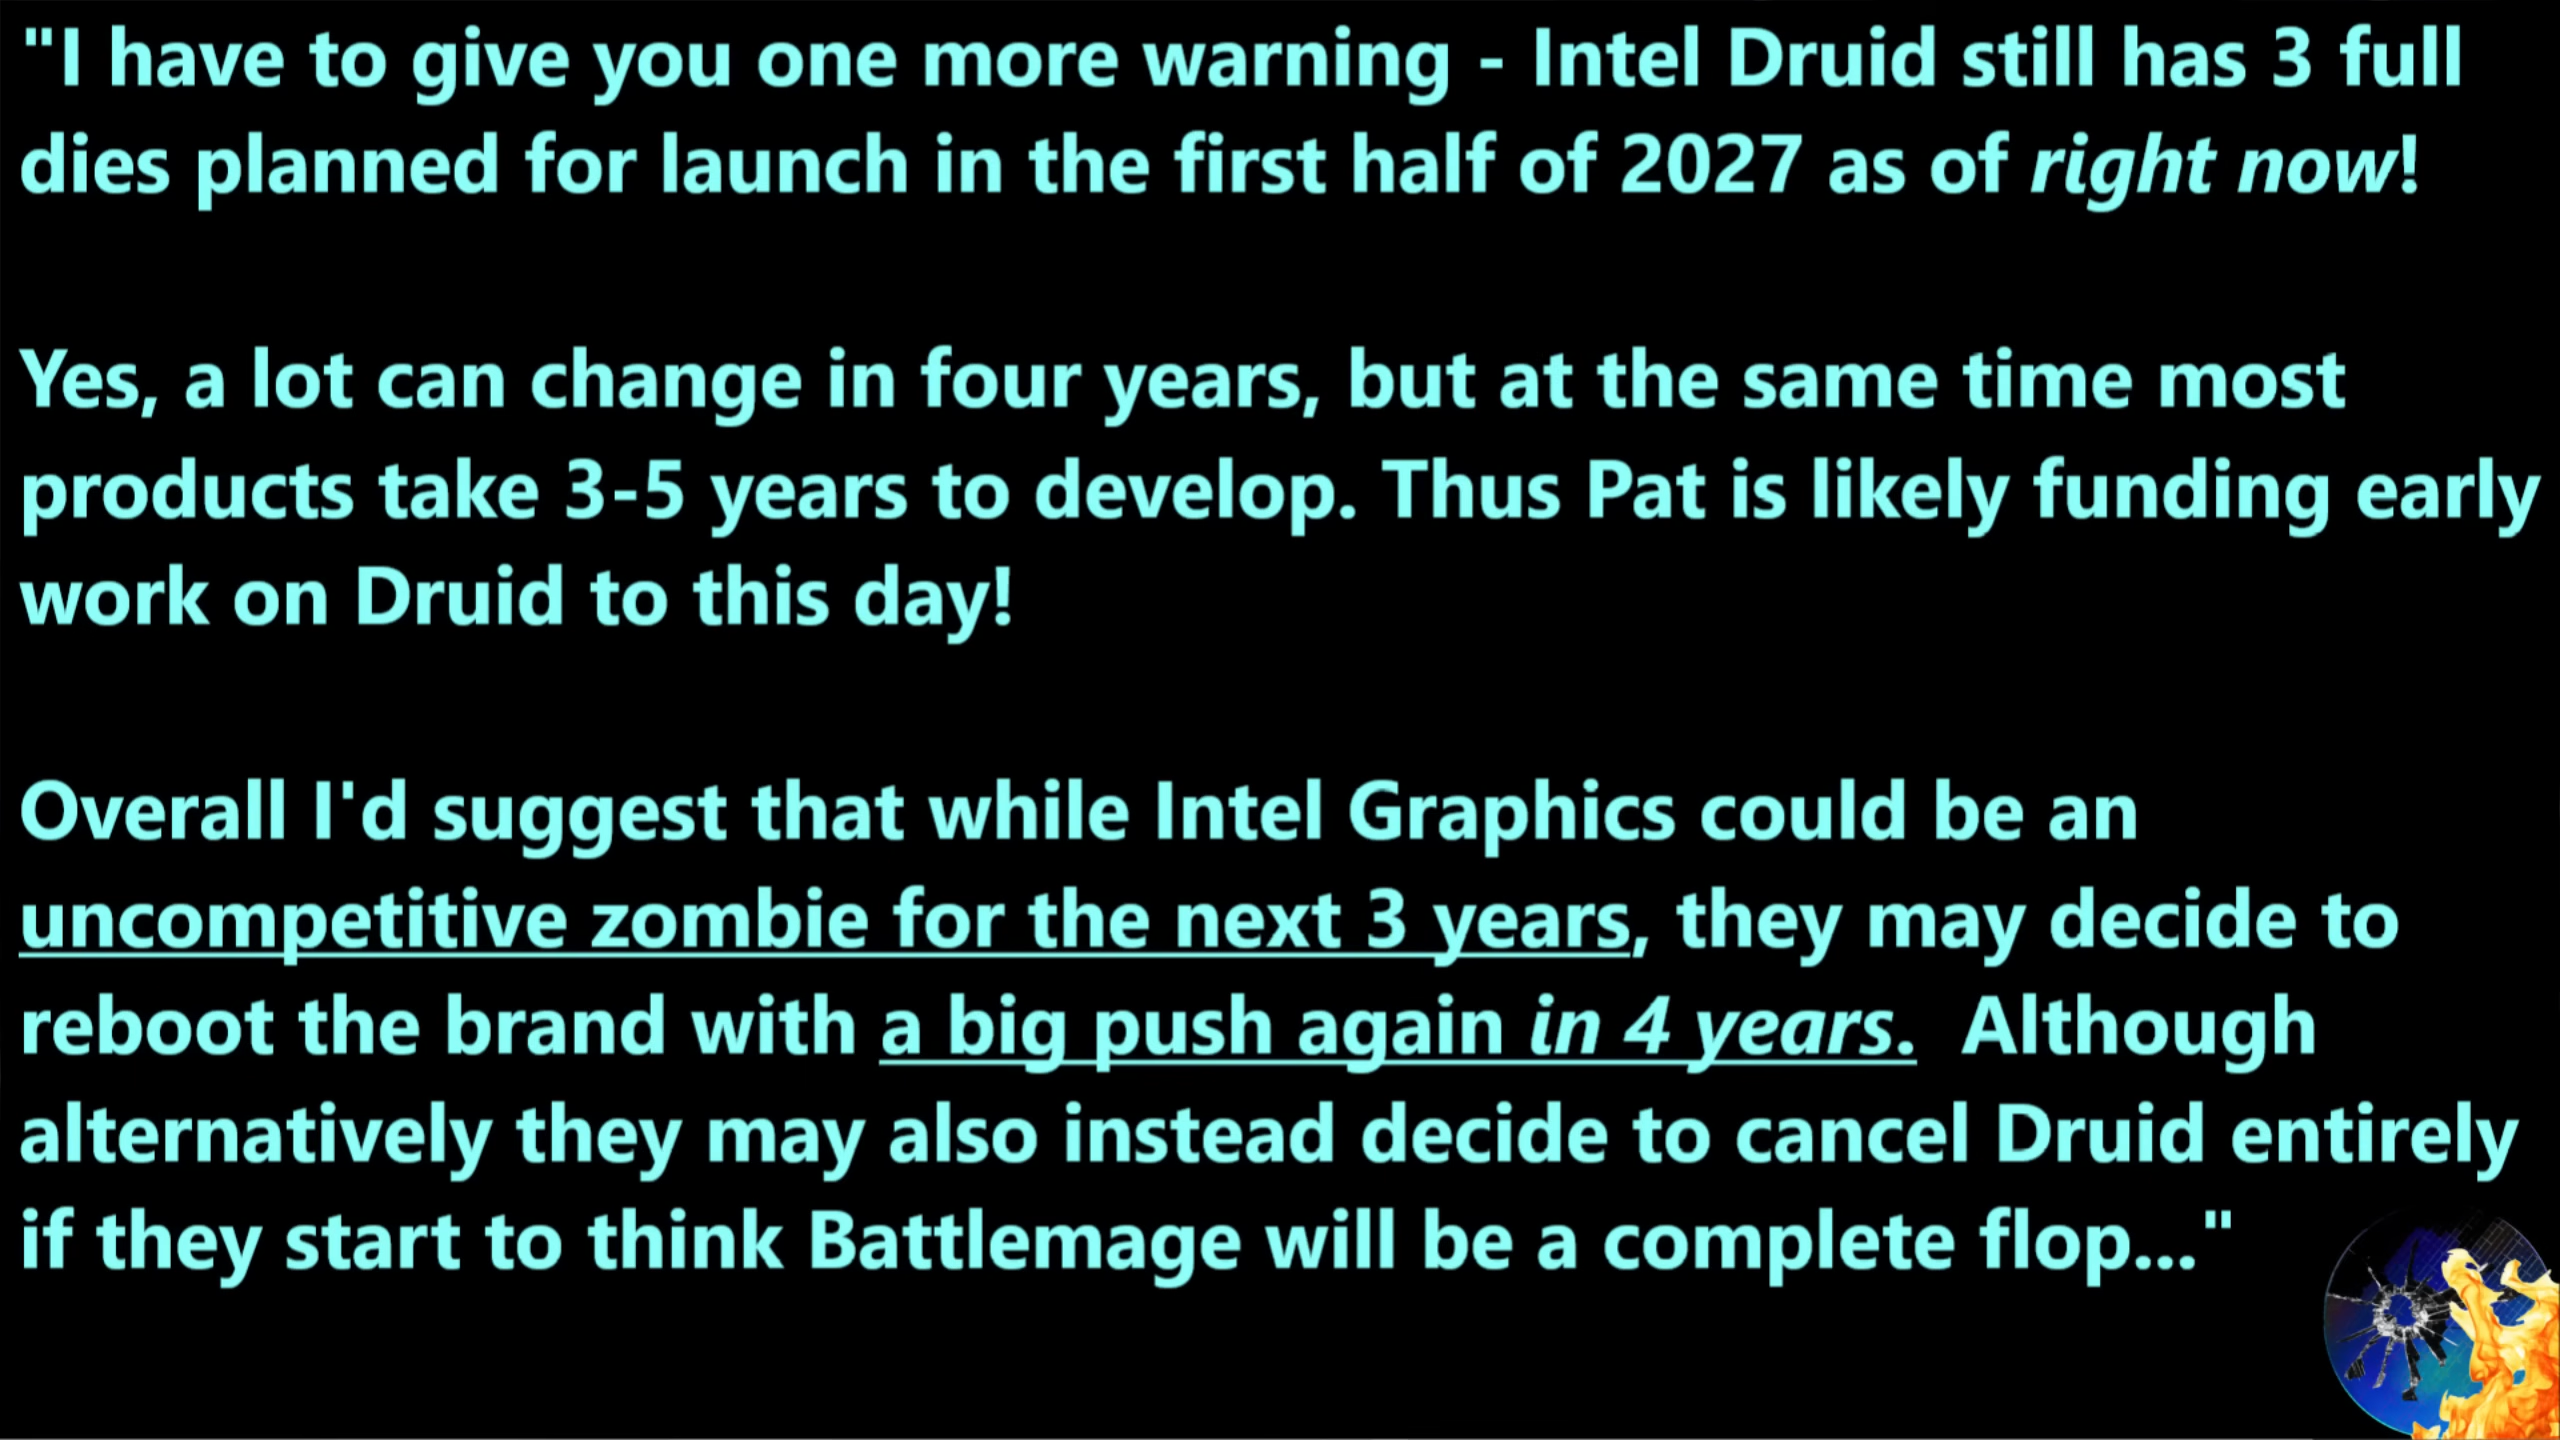 "I have to give you one more warning - Intel Druid still has 3 full
dies planned for launch in the first half of 2027 as of right now!
Yes, a lot can change in four years, but at the same time most
products take 3-5 years to develop. Thus Pat is likely funding early
work on Druid to this day!
Overall I'd suggest that while Intel Graphics could be an
uncompetitive zombie for the next 3 years, they may decide to
reboot the brand with a big push again in 4 years.  Although
alternatively they may also instead decide to cancel Druid entirely
if they start to think Battlemage will be a complete flop..."